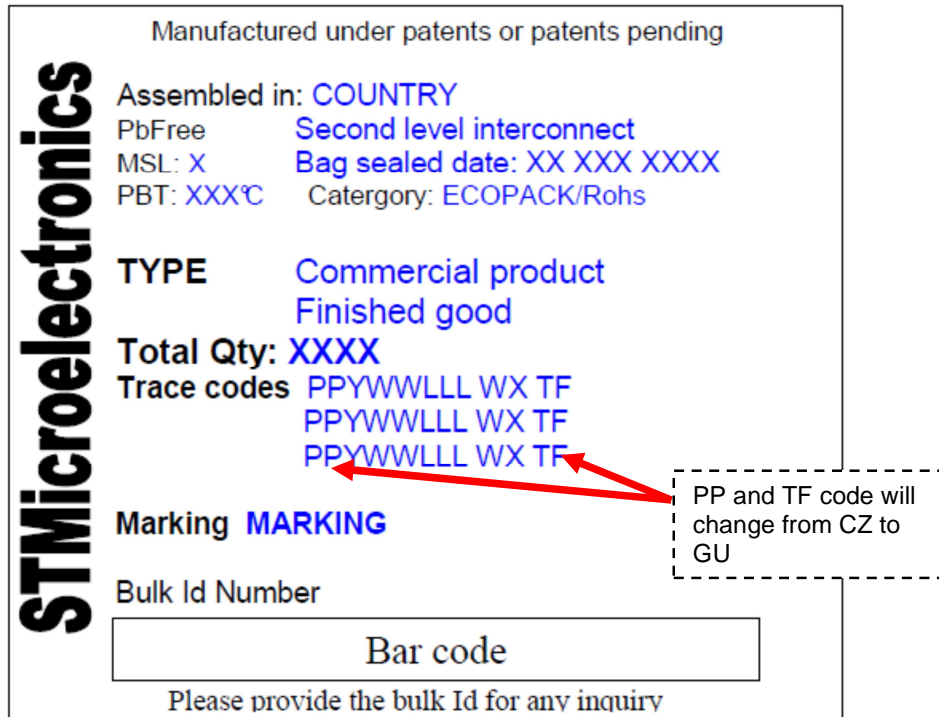 Manufactured under patents or patents pending
STMicroelectronics
Assembled in: COUNTRY
PbFree Second level interconnect
MSL: X Bag sealed date: XX XXX XXXX
PBT: XXX°C Catergory: ECOPACK/Rohs
TYPE Commercial product
Finished good
Total Qty: XXXX
Trace codes PPYWWLLL WX TF
PPYWWLLL WX TF
PPYWWLLL WX TF
PP and TF code will
change from CZ to
GU
Marking MARKING
Bulk Id Number
Bar code
Please provide the bulk Id for any inquiry